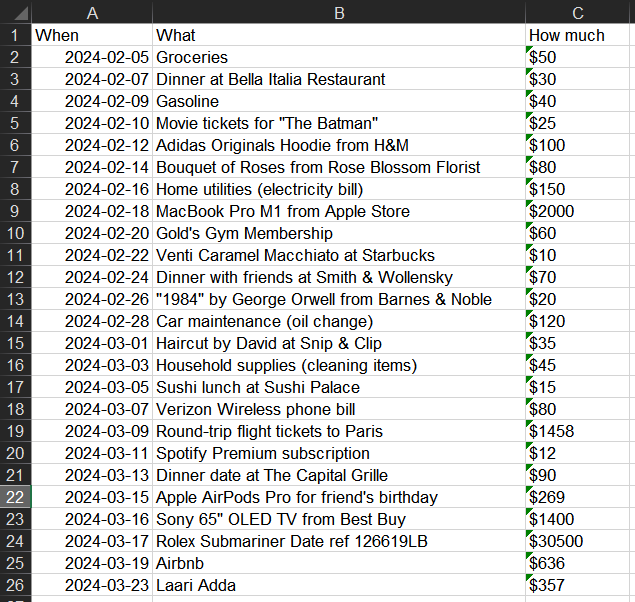 A B C
1 When What How much
2 2024-02-05 Groceries $50
3 2024-02-07 Dinner at Bella Italia Restaurant $30
4 2024-02-09 Gasoline $40
5 2024-02-10 Movie tickets for "The Batman" $25
6 2024-02-12 Adidas Originals Hoodie from H&M $100
7 2024-02-14 Bouquet of Roses from Rose Blossom Florist $80
8 2024-02-16 Home utilities (electricity bill) $150
9 2024-02-18 MacBook Pro M1 from Apple Store $2000
10 2024-02-20 Gold's Gym Membership $60
11 2024-02-22 Venti Caramel Macchiato at Starbucks $10
12 2024-02-24 Dinner with friends at Smith & Wollensky $70
13 2024-02-26 "1984" by George Orwell from Barnes & Noble $20
14 2024-02-28 Car maintenance (oil change) $120
15 2024-03-01 Haircut by David at Snip & Clip $35
16 2024-03-03 Household supplies (cleaning items) $45
17 2024-03-05 Sushi lunch at Sushi Palace $15
18 2024-03-07 Verizon Wireless phone bill $80
19 2024-03-09 Round-trip flight tickets to Paris $1458
20 2024-03-11 Spotify Premium subscription $12
21 2024-03-13 Dinner date at The Capital Grille $90
22 2024-03-15 Apple AirPods Pro for friend's birthday $269
23 2024-03-16 Sony 65" OLED TV from Best Buy $1400
24 2024-03-17 Rolex Submariner Date ref 126619LB $30500
25 2024-03-19 Airbnb $636
26 2024-03-23 Laari Adda $357